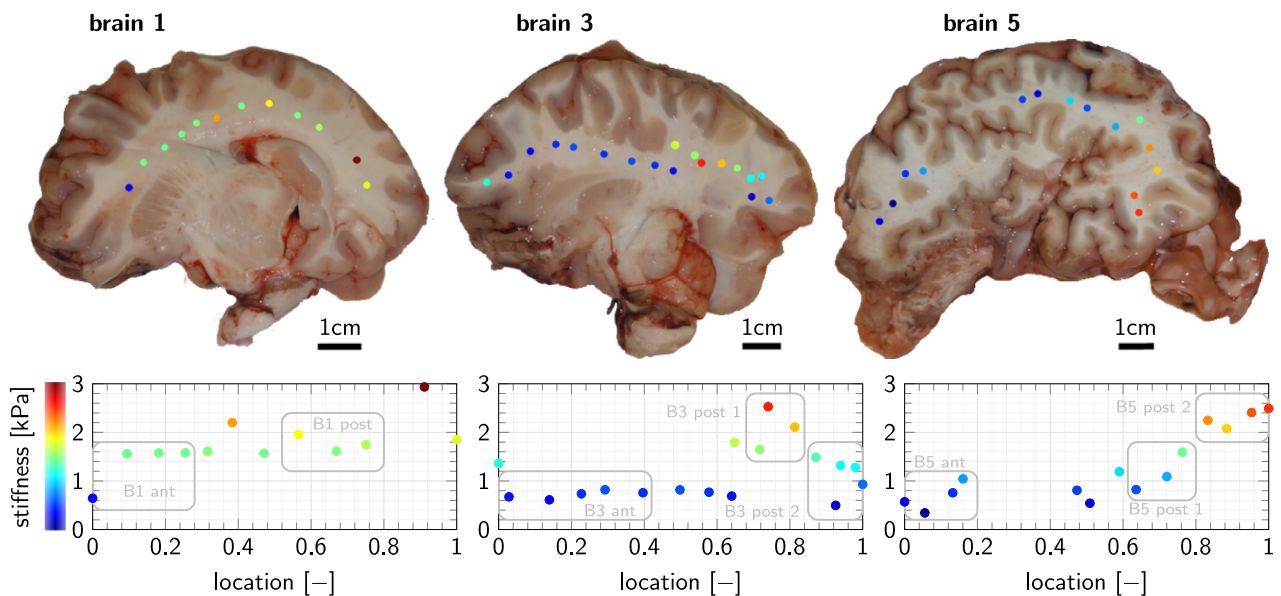 brain 1 brain 3 brain 5
1cm 1cm 1cm
stiffness [kPa]
3 3 3
2 2 2
1 1 1
0 0 0
B1 post
B1 ant
B3 post 1
B3 ant
B3 post 2
B5 post 2
B5 ant
B5 post 1
0 0.2 0.4 0.6 0.8 1 0 0.2 0.4 0.6 0.8 1 0 0.2 0.4 0.6 0.8 1
location [−] location [−] location [−]